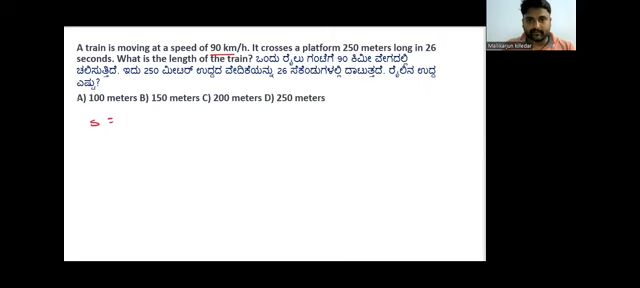 A train is moving at a speed of 90 km/h. It crosses a platform 250 meters long in 26
seconds. What is the length of the train? ಒಂದು ರೈಲು ಗಂಟೆಗೆ 90 ಕಿಮೀ ವೇಗದಲ್ಲಿ
ಚಲಿಸುತ್ತಿದೆ. ಇದು 250 ಮೀಟರ್ ಉದ್ದದ ವೇದಿಕೆಯನ್ನು 26 ಸೆಕೆಂಡುಗಳಲ್ಲಿ ದಾಟುತ್ತದೆ. ರೈಲಿನ ಉದ್ದ
ಎಷ್ಟು?
A) 100 meters B) 150 meters C) 200 meters D) 250 meters
s =
Mallikarjun killedar